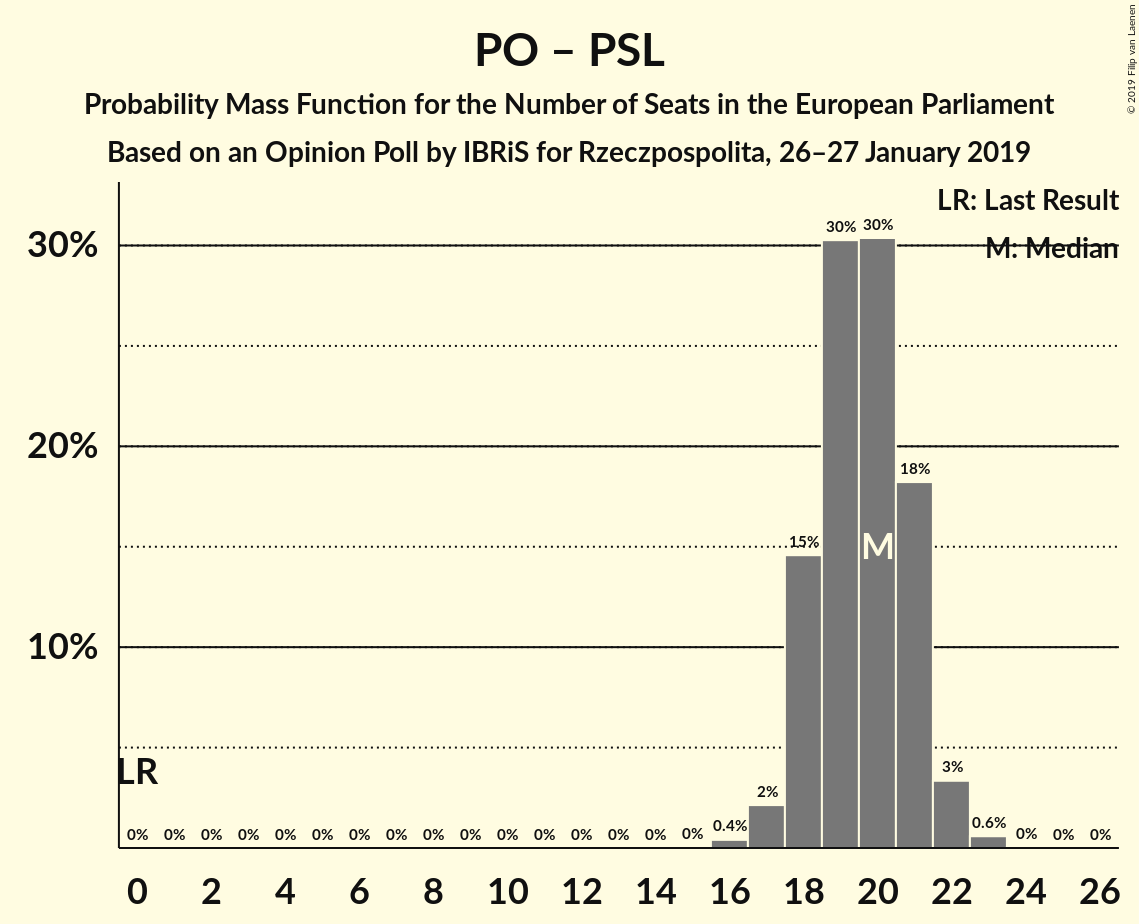 PO – PSL
Probability Mass Function for the Number of Seats in the European Parliament
Based on an Opinion Poll by IBRiS for Rzeczpospolita, 26–27 January 2019
© 2019 Filip van Laenen
LR: Last Result
M: Median
30%
20%
10%
30% 30%
18%
15%
M
LR
3%
2%
0% 0% 0% 0% 0% 0% 0% 0% 0% 0% 0% 0% 0% 0% 0% 0% 0.4% 0.6% 0% 0% 0%
0 2 4 6 8 10 12 14 16 18 20 22 24 26